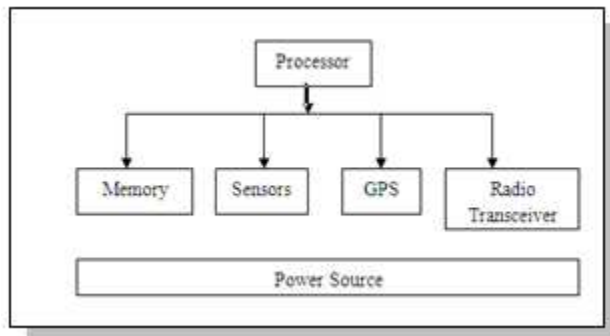 Processor
Memory
Sensors
GPS
Radio
Transceiver
Power Source